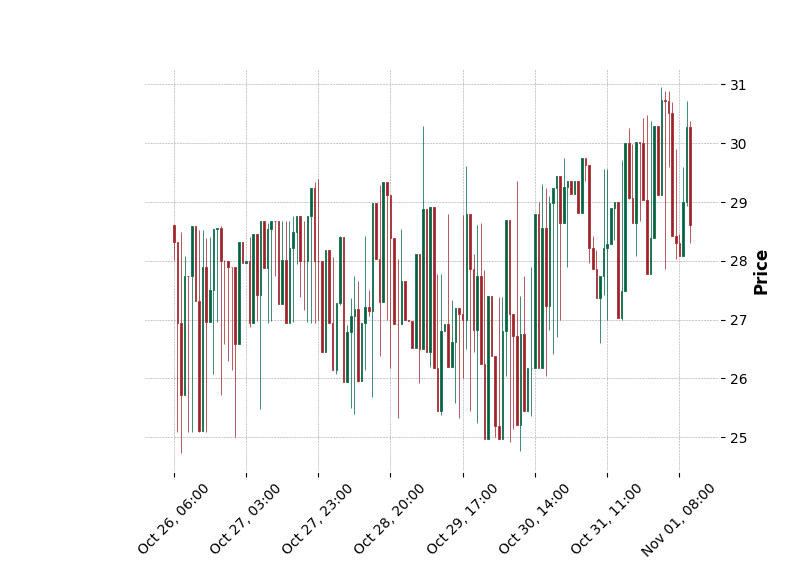 31
30
29
28
27
26
25
Price
Oct 26, 06:00
Oct 27, 03:00
Oct 27, 23:00
Oct 28, 20:00
Oct 29, 17:00
Oct 30, 14:00
Oct 31, 11:00
Nov 01, 08:00